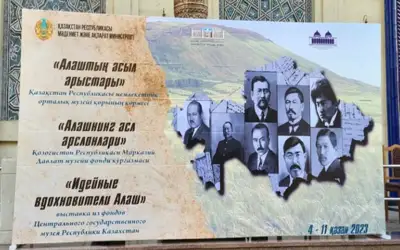 ҚАЗАҚСТАН РЕСПУБЛИКАСЫ
МӘДЕНИЕТ ЖӘНЕ АҚПАРАТ МИНИСТРЛІГІ
«Алаштың асыл
арыстары»
Қазақстан Республикасы мемлекеттік
орталық музейі қорының көрмесі
«Алашнинг асл
арслонлари»
Қозоғистон Республикаси Марказий
Давлат музейи фонди кўргазмаси
«Идейные
вдохновители Алаш»
выставка из фондов
Центрального государственного
музея Республики Казахстан
4 - 11 қазан 2023